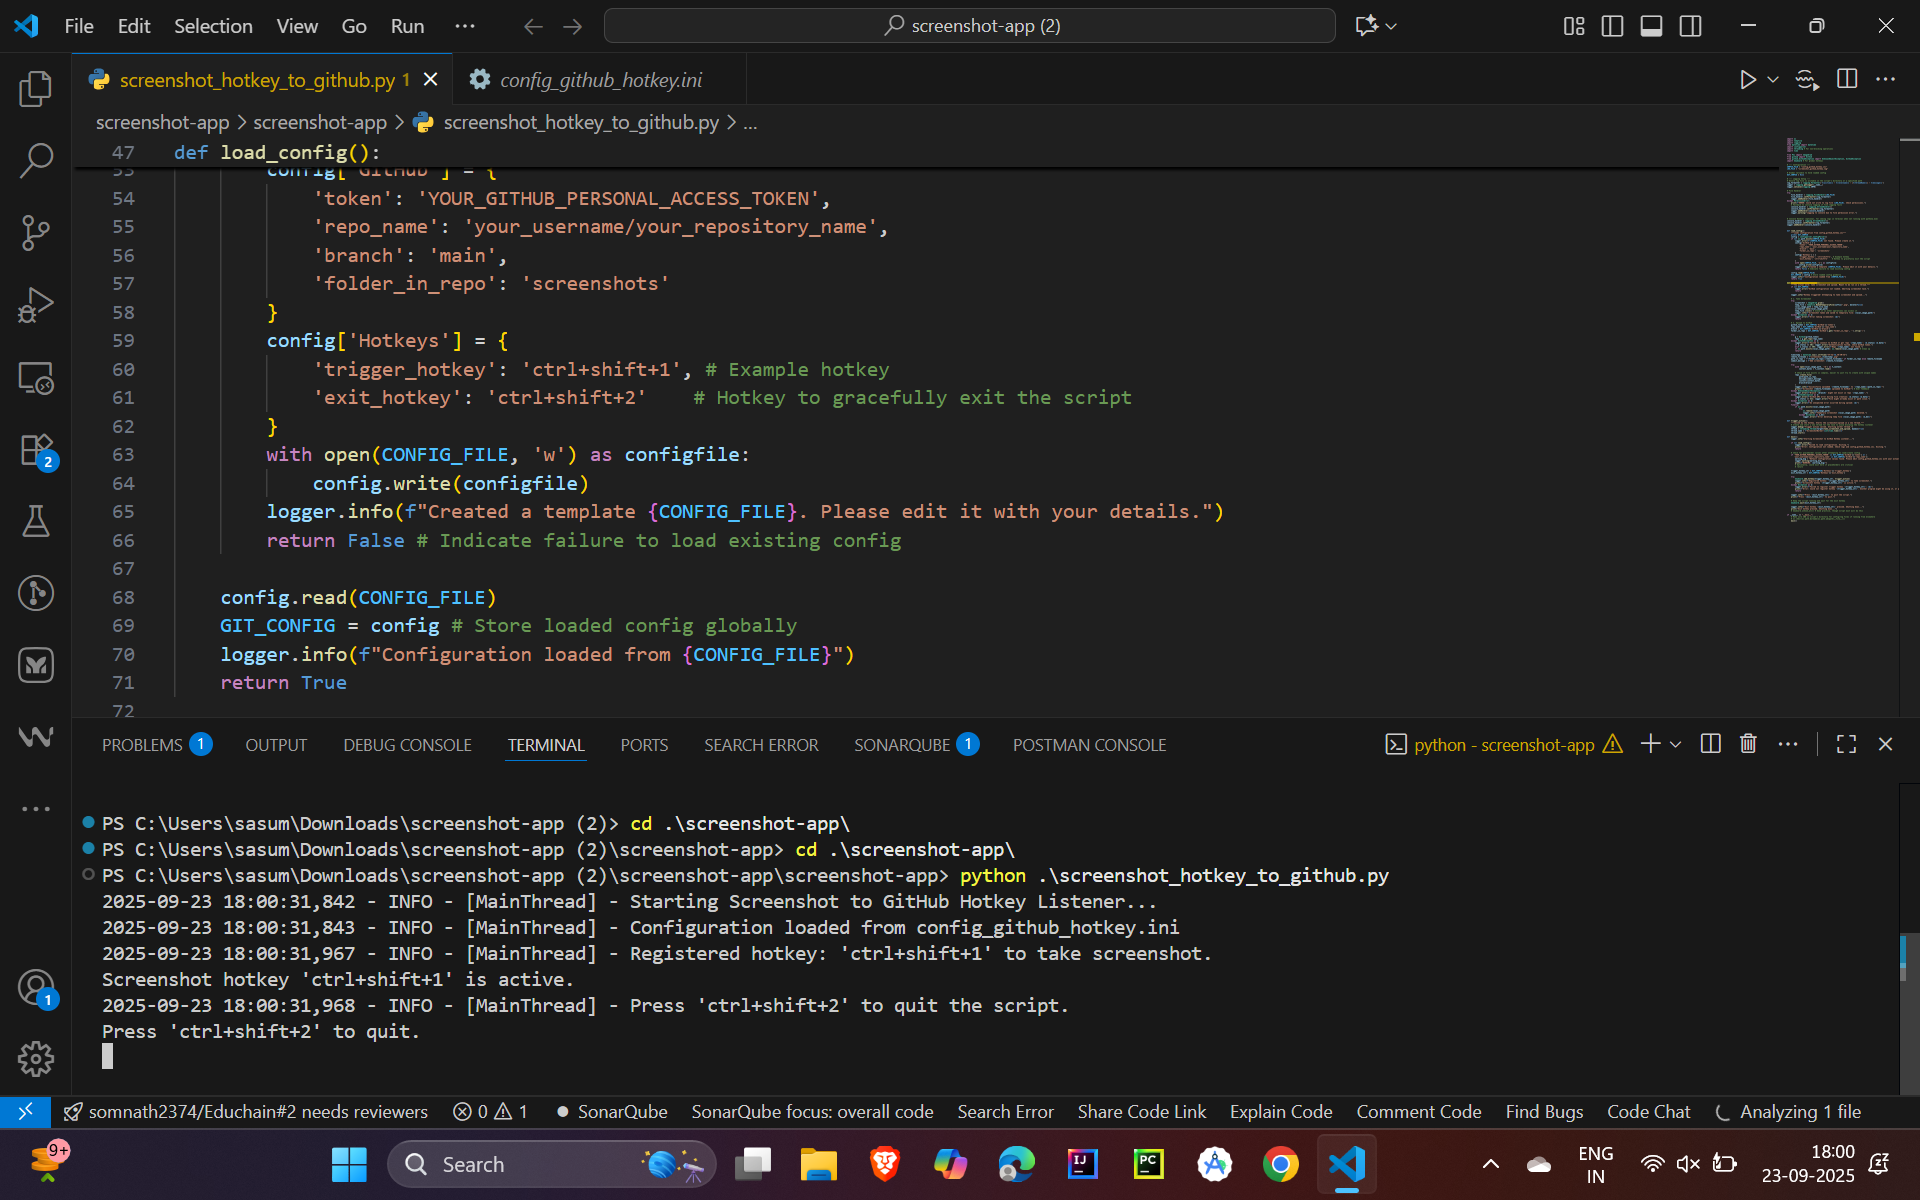 File Edit Selection View Go Run ···
screenshot-app (2)
screenshot_hotkey_to_github.py 1
config_github_hotkey.ini
screenshot-app > screenshot-app > screenshot_hotkey_to_github.py > ...
47 def load_config():
53 config['GitHub'] = {
54 'token': 'YOUR_GITHUB_PERSONAL_ACCESS_TOKEN',
55 'repo_name': 'your_username/your_repository_name',
56 'branch': 'main',
57 'folder_in_repo': 'screenshots'
58 }
59 config['Hotkeys'] = {
60 'trigger_hotkey': 'ctrl+shift+1', # Example hotkey
61 'exit_hotkey': 'ctrl+shift+2' # Hotkey to gracefully exit the script
62 }
63 with open(CONFIG_FILE, 'w') as configfile:
64 config.write(configfile)
65 logger.info(f"Created a template {CONFIG_FILE}. Please edit it with your details.")
66 return False # Indicate failure to load existing config
67
68 config.read(CONFIG_FILE)
69 GIT_CONFIG = config # Store loaded config globally
70 logger.info(f"Configuration loaded from {CONFIG_FILE}")
71 return True
72
PROBLEMS 1 OUTPUT DEBUG CONSOLE TERMINAL PORTS SEARCH ERROR SONARQUBE 1 POSTMAN CONSOLE
python - screenshot-app
PS C:\Users\sasum\Downloads\screenshot-app (2)> cd .\screenshot-app\
PS C:\Users\sasum\Downloads\screenshot-app (2)\screenshot-app> cd .\screenshot-app\
PS C:\Users\sasum\Downloads\screenshot-app (2)\screenshot-app\screenshot-app> python .\screenshot_hotkey_to_github.py
2025-09-23 18:00:31,842 - INFO - [MainThread] - Starting Screenshot to GitHub Hotkey Listener...
2025-09-23 18:00:31,843 - INFO - [MainThread] - Configuration loaded from config_github_hotkey.ini
2025-09-23 18:00:31,967 - INFO - [MainThread] - Registered hotkey: 'ctrl+shift+1' to take screenshot.
Screenshot hotkey 'ctrl+shift+1' is active.
2025-09-23 18:00:31,968 - INFO - [MainThread] - Press 'ctrl+shift+2' to quit the script.
Press 'ctrl+shift+2' to quit.
2
1
somnath2374/Educhain#2 needs reviewers 0 1 SonarQube SonarQube focus: overall code Search Error Share Code Link Explain Code Comment Code Find Bugs Code Chat Analyzing 1 file
9+
Search
IJ
PC
ENG
IN
18:00
23-09-2025